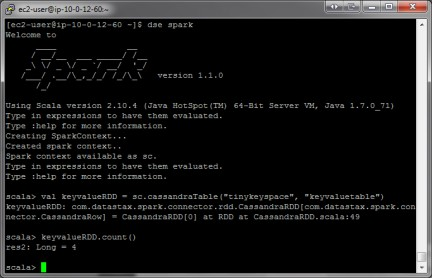 ec2-user@ip-10-0-12-60:~
[ec2-user@ip-10-0-12-60 ~]$ dse spark
Welcome to
Spark version 1.1.0
Using Scala version 2.10.4 (Java HotSpot(TM) 64-Bit Server VM, Java 1.7.0_71)
Type in expressions to have them evaluated.
Type :help for more information.
Creating SparkContext...
Created spark context..
Spark context available as sc.
Type in expressions to have them evaluated.
Type :help for more information.
scala> val keyvalueRDD = sc.cassandraTable("tinykeyspace", "keyvaluetable")
keyvalueRDD: com.datastax.spark.connector.rdd.CassandraRDD[com.datastax.spark.con
nector.CassandraRow] = CassandraRDD[0] at RDD at CassandraRDD.scala:49
scala> keyvalueRDD.count()
res2: Long = 4
scala>